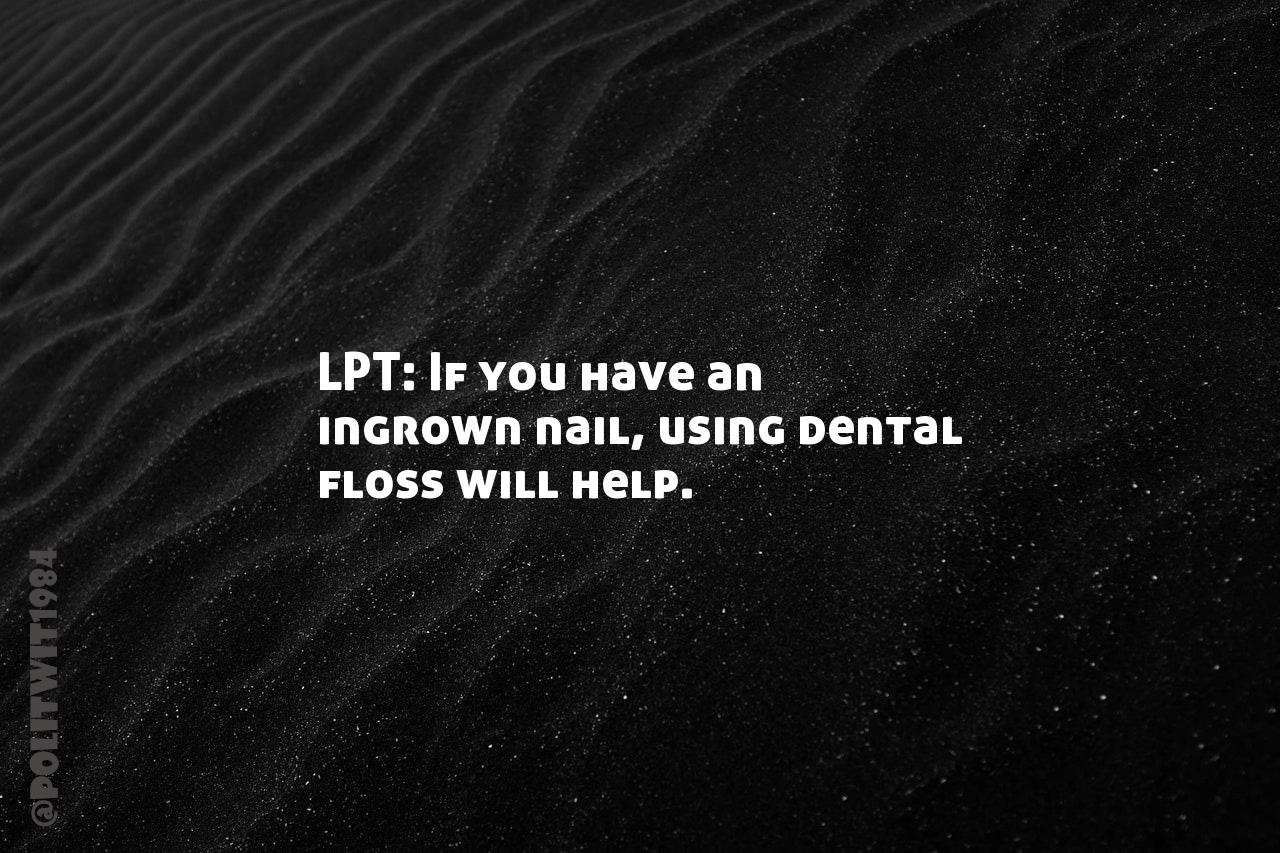 LPT: If you have an
ingrown nail, using dental
floss will help.
@politwit1984